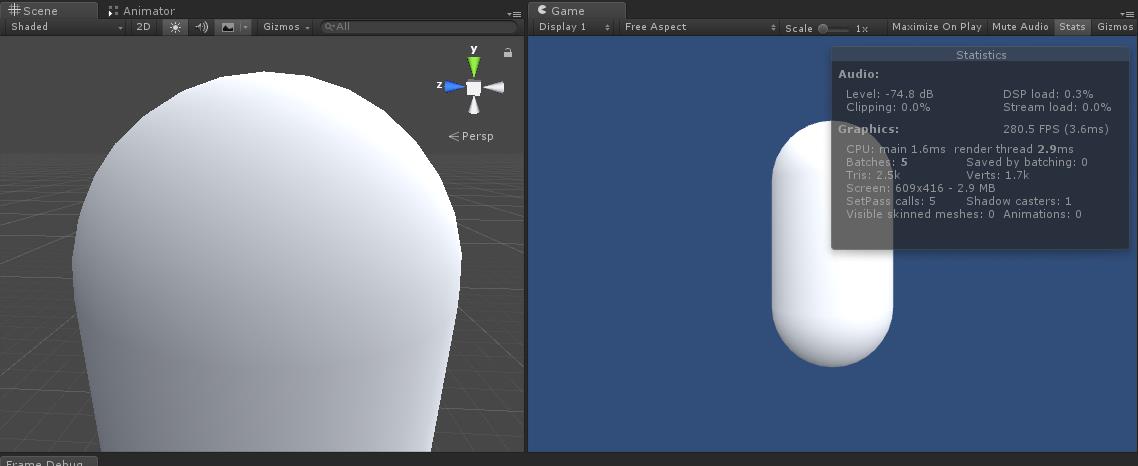 Scene Animator
Shaded 2D Gizmos All
y
z
Persp
Game
Display 1 Free Aspect Scale 1x Maximize On Play Mute Audio Stats Gizmos
Statistics
Audio:
Level: -74.8 dB DSP load: 0.3%
Clipping: 0.0% Stream load: 0.0%
Graphics: 280.5 FPS (3.6ms)
CPU: main 1.6ms render thread 2.9ms
Batches: 5 Saved by batching: 0
Tris: 2.5k Verts: 1.7k
Screen: 609x416 - 2.9 MB
SetPass calls: 5 Shadow casters: 1
Visible skinned meshes: 0 Animations: 0
Frame Debug